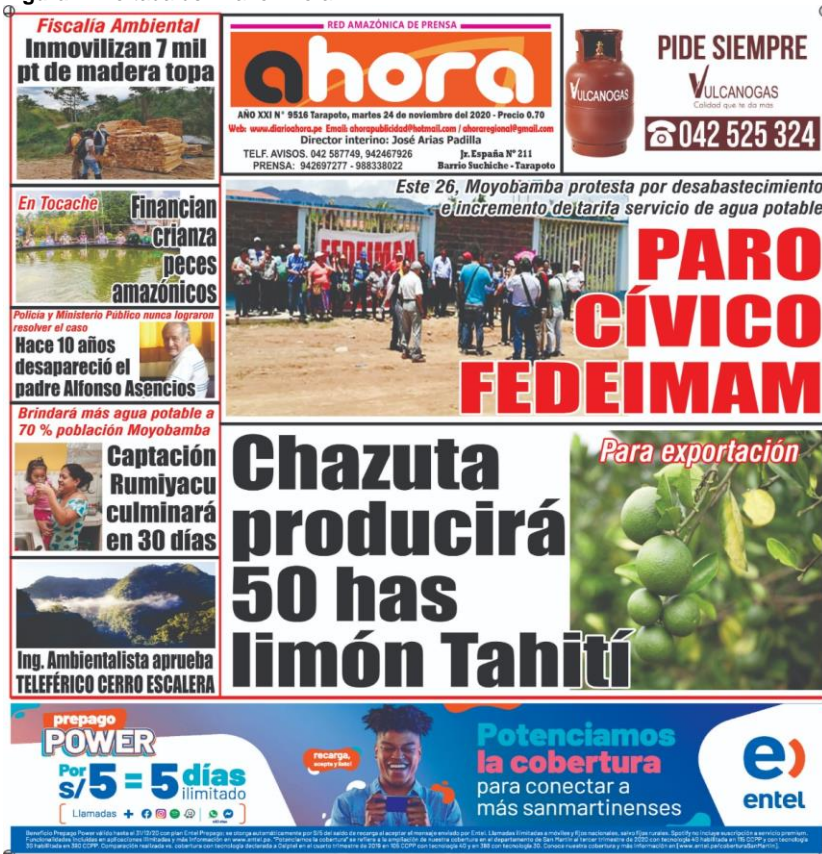 Fiscalía Ambiental
Inmovilizan 7 mil
pt de madera topa
En Tocache
Financian
crianza
peces
amazónicos
Policía y Ministerio Público nunca lograron
resolver el caso
Hace 10 años
desapareció el
padre Alfonso Asencios
Brindará más agua potable a
70 % población Moyobamba
Captación
Rumiyacu
culminará
en 30 días
Ing. Ambientalista aprueba
TELEFÉRICO CERRO ESCALERA
RED AMAZÓNICA DE PRENSA
ahora
AÑO XXI N° 9516 Tarapoto, martes 24 de noviembre del 2020 - Precio 0.70
Web: www.diarioahora.pe Email: ahorapublicidad@hotmail.com / ahoraregional@gmail.com
Director interino: José Arias Padilla
TELF. AVISOS. 042 587749, 942467926
PRENSA: 942697277 - 988338022
Jr. España N° 211
Barrio Suchiche - Tarapoto
VULCANOGAS
PIDE SIEMPRE
VULCANOGAS
Calidad que te da mas
042 525 324
Este 26, Moyobamba protesta por desabastecimiento
e incremento de tarifa servicio de agua potable
FEDEIMAM
PARO
CÍVICO
FEDEIMAM
Chazuta
producirá
50 has
limón Tahití
Para exportación
prepago
POWER
Por
s/5 = 5 días
ilimitado
Llamadas +
recarga,
acepta y listo!
Potenciamos
la cobertura
para conectar a
más sanmartinenses
e)
entel